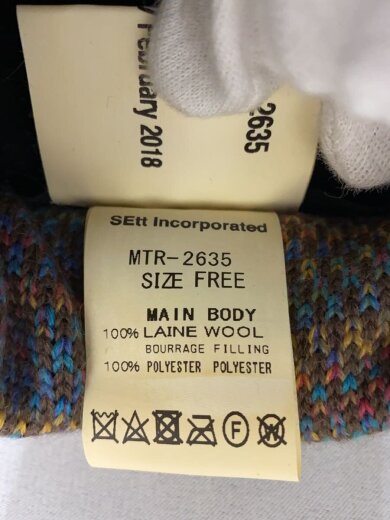 February 2018
2635
SEtt Incorporated
MTR-2635
SIZE FREE
MAIN BODY
100% LAINE WOOL
BOURRAGE FILLING
100% POLYESTER POLYESTER
F
W